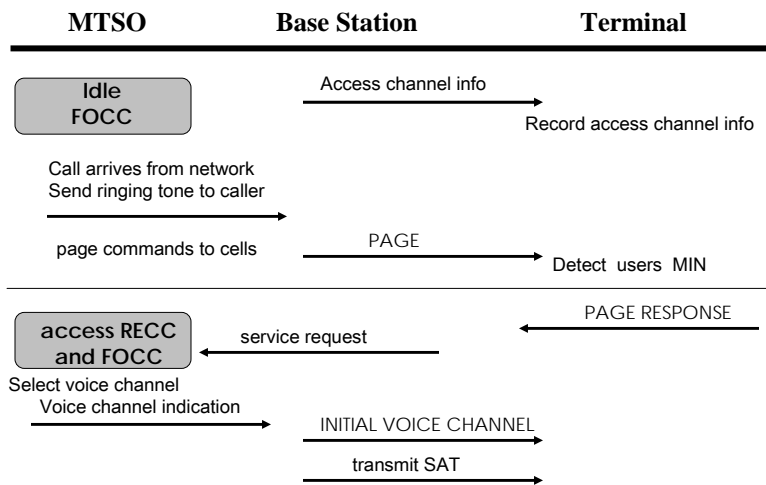 MTSO Base Station Terminal
Idle
FOCC
Access channel info
Record access channel info
Call arrives from network
Send ringing tone to caller
page commands to cells
PAGE
Detect users MIN
PAGE RESPONSE
access RECC
and FOCC
service request
Select voice channel
Voice channel indication
INITIAL VOICE CHANNEL
transmit SAT